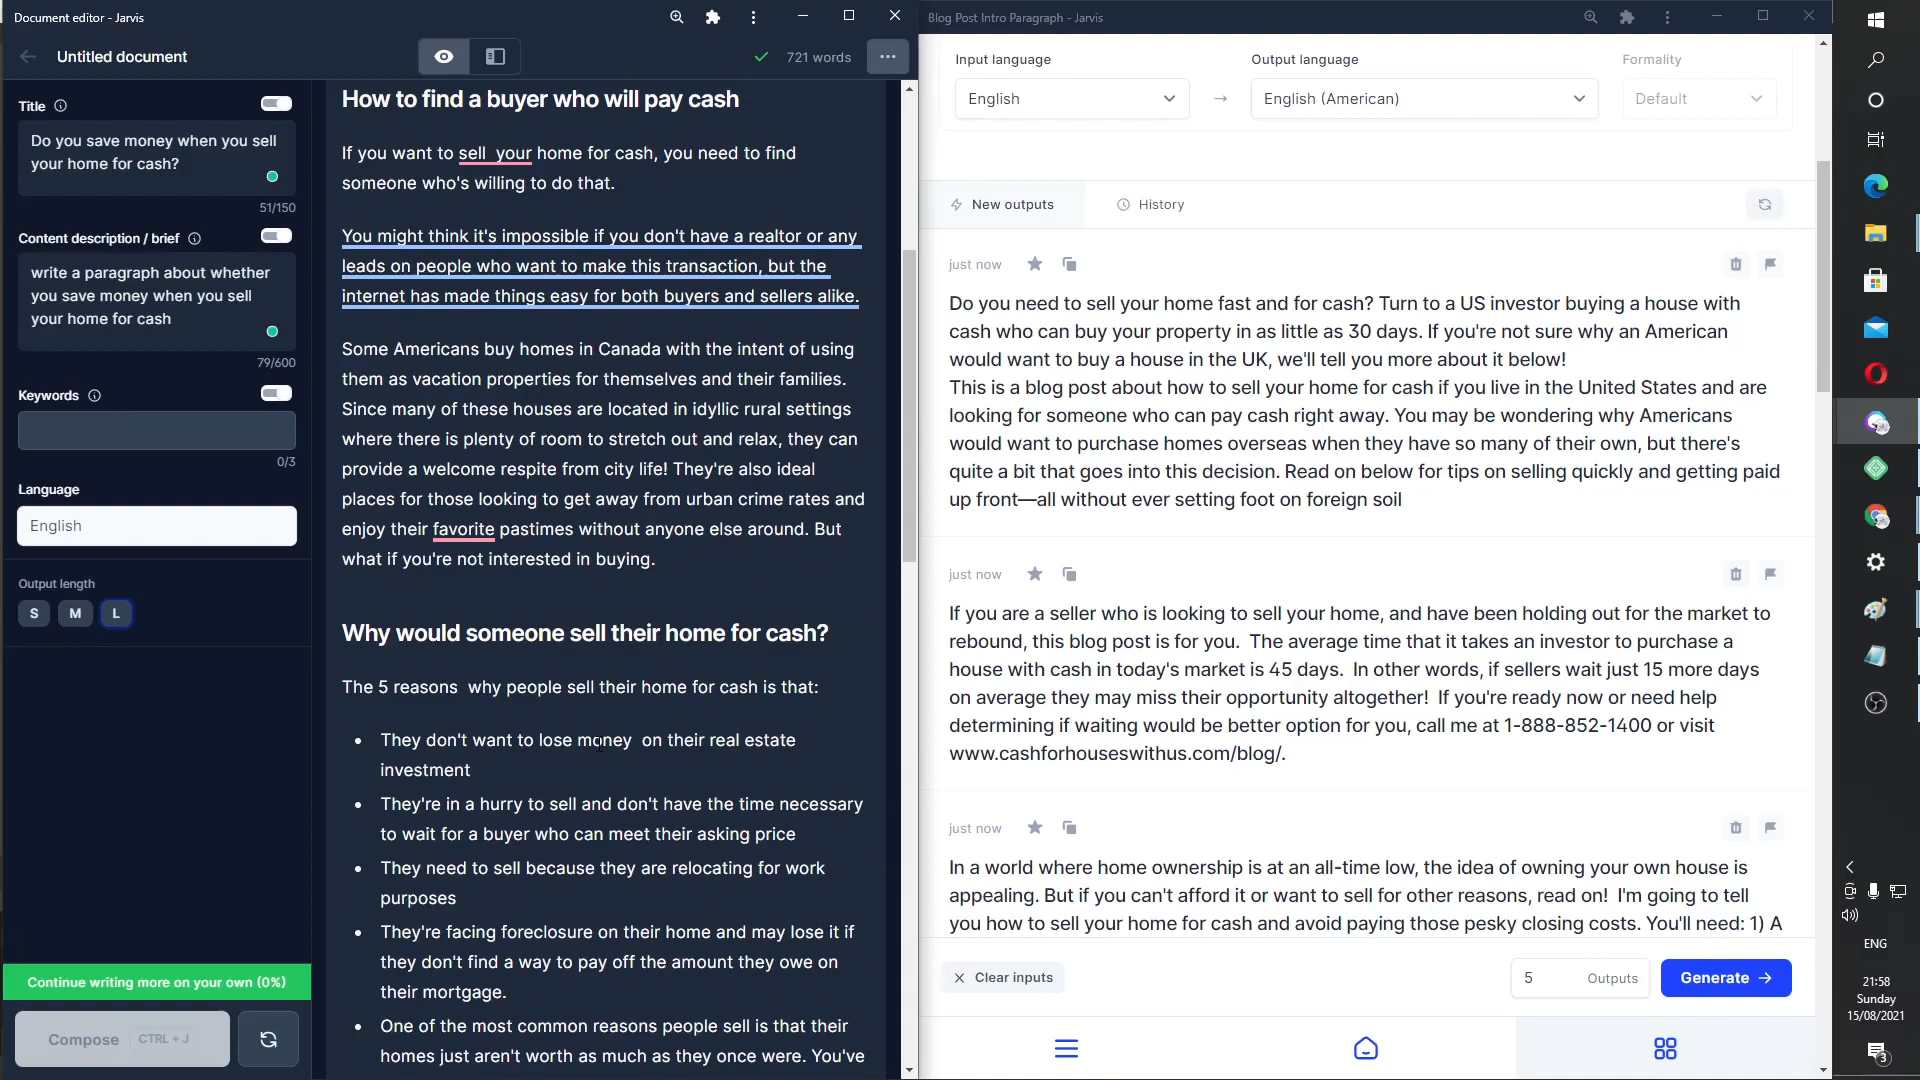 Document editor - Jarvis
Untitled document
721 words
Title
Do you save money when you sell
your home for cash?
51/150
Content description / brief
write a paragraph about whether
you save money when you sell
your home for cash
79/600
Keywords
0/3
Language
English
Output length
S M L
Continue writing more on your own (0%)
Compose CTRL + J
How to find a buyer who will pay cash
If you want to sell  your home for cash, you need to find
someone who's willing to do that.
You might think it's impossible if you don't have a realtor or any
leads on people who want to make this transaction, but the
internet has made things easy for both buyers and sellers alike.
Some Americans buy homes in Canada with the intent of using
them as vacation properties for themselves and their families.
Since many of these houses are located in idyllic rural settings
where there is plenty of room to stretch out and relax, they can
provide a welcome respite from city life! They're also ideal
places for those looking to get away from urban crime rates and
enjoy their favorite pastimes without anyone else around. But
what if you're not interested in buying.
Why would someone sell their home for cash?
The 5 reasons  why people sell their home for cash is that:
• They don't want to lose money  on their real estate
investment
• They're in a hurry to sell and don't have the time necessary
to wait for a buyer who can meet their asking price
• They need to sell because they are relocating for work
purposes
• They're facing foreclosure on their home and may lose it if
they don't find a way to pay off the amount they owe on
their mortgage.
• One of the most common reasons people sell is that their
homes just aren't worth as much as they once were. You've
Blog Post Intro Paragraph - Jarvis
Input language
Output language
Formality
English
→
English (American)
Default
New outputs
History
just now
Do you need to sell your home fast and for cash? Turn to a US investor buying a house with
cash who can buy your property in as little as 30 days. If you're not sure why an American
would want to buy a house in the UK, we'll tell you more about it below!
This is a blog post about how to sell your home for cash if you live in the United States and are
looking for someone who can pay cash right away. You may be wondering why Americans
would want to purchase homes overseas when they have so many of their own, but there's
quite a bit that goes into this decision. Read on below for tips on selling quickly and getting paid
up front—all without ever setting foot on foreign soil
just now
If you are a seller who is looking to sell your home, and have been holding out for the market to
rebound, this blog post is for you.  The average time that it takes an investor to purchase a
house with cash in today's market is 45 days.  In other words, if sellers wait just 15 more days
on average they may miss their opportunity altogether!  If you're ready now or need help
determining if waiting would be better option for you, call me at 1-888-852-1400 or visit
www.cashforhouseswithus.com/blog/.
just now
In a world where home ownership is at an all-time low, the idea of owning your own house is
appealing. But if you can't afford it or want to sell for other reasons, read on!  I'm going to tell
you how to sell your home for cash and avoid paying those pesky closing costs. You'll need: 1) A
Clear inputs
5 Outputs
Generate →
ENG
21:58
Sunday
15/08/2021
3